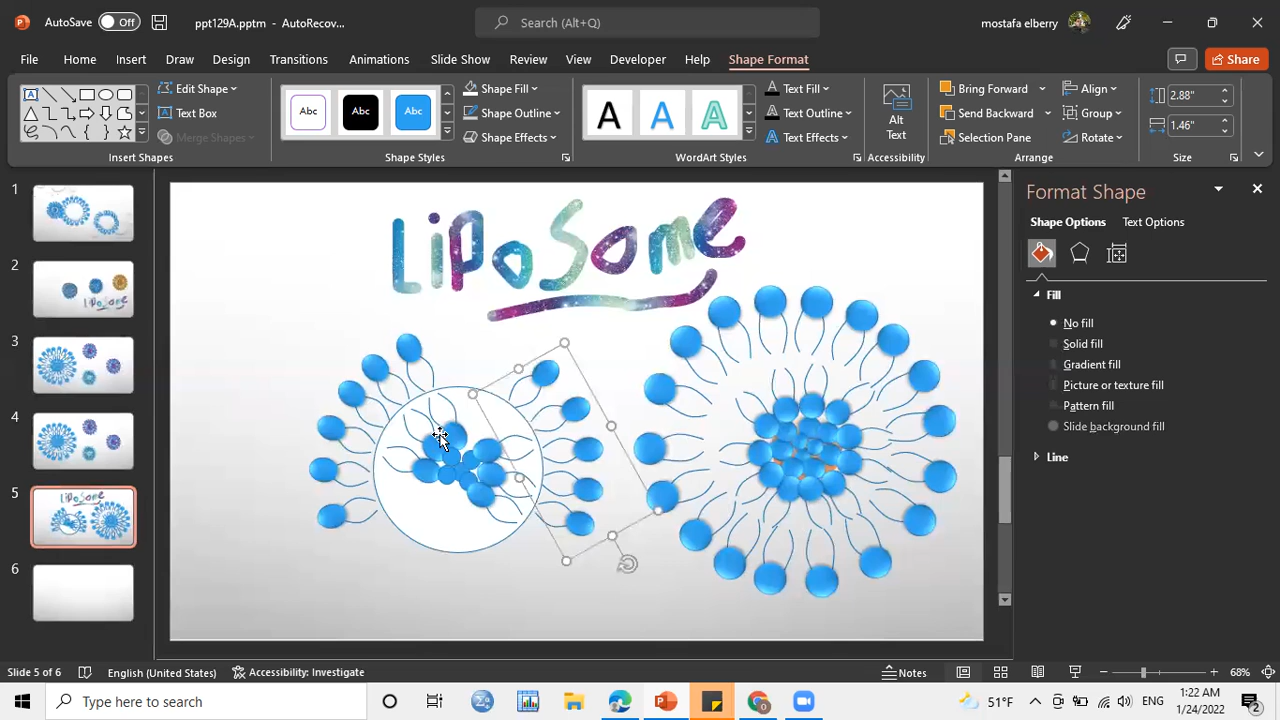 AutoSave Off ppt129A.pptm - AutoRecov... Search (Alt+Q) mostafa elberry
File Home Insert Draw Design Transitions Animations Slide Show Review View Developer Help Shape Format Share
Edit Shape
Text Box
Merge Shapes
Insert Shapes
Abc Abc Abc
Shape Fill
Shape Outline
Shape Effects
Shape Styles
A A A
Text Fill
Text Outline
Text Effects
WordArt Styles
Alt Text
Accessibility
Bring Forward
Send Backward
Selection Pane
Align
Group
Rotate
Arrange
2.88"
1.46"
Size
1
2
3
4
5
6
LipoSome
Format Shape
Shape Options Text Options
Fill
No fill
Solid fill
Gradient fill
Picture or texture fill
Pattern fill
Slide background fill
Line
Slide 5 of 6 English (United States) Accessibility: Investigate Notes 68%
Type here to search
51°F ENG
1:22 AM
1/24/2022
2